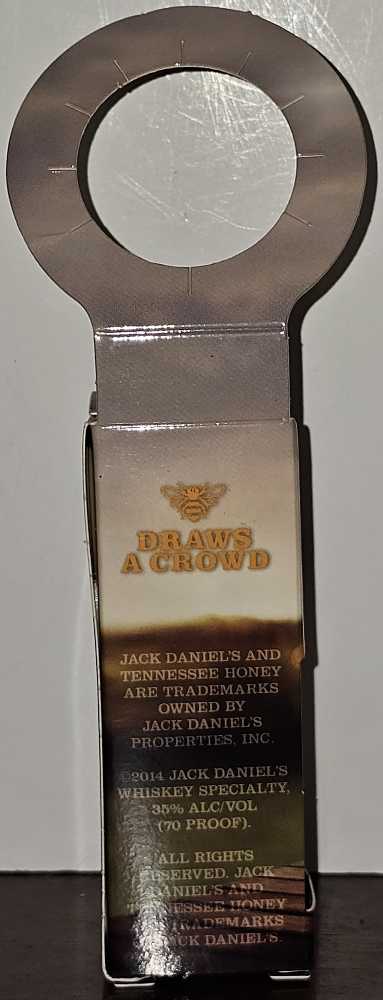 DRAWS
A CROWD
JACK DANIEL'S AND
TENNESSEE HONEY
ARE TRADEMARKS
OWNED BY
JACK DANIEL'S
PROPERTIES, INC.
©2014 JACK DANIEL'S
WHISKEY SPECIALTY,
35% ALC/VOL
(70 PROOF).
ALL RIGHTS
RESERVED. JACK
DANIEL'S AND
TENNESSEE HONEY
TRADEMARKS
JACK DANIEL'S.